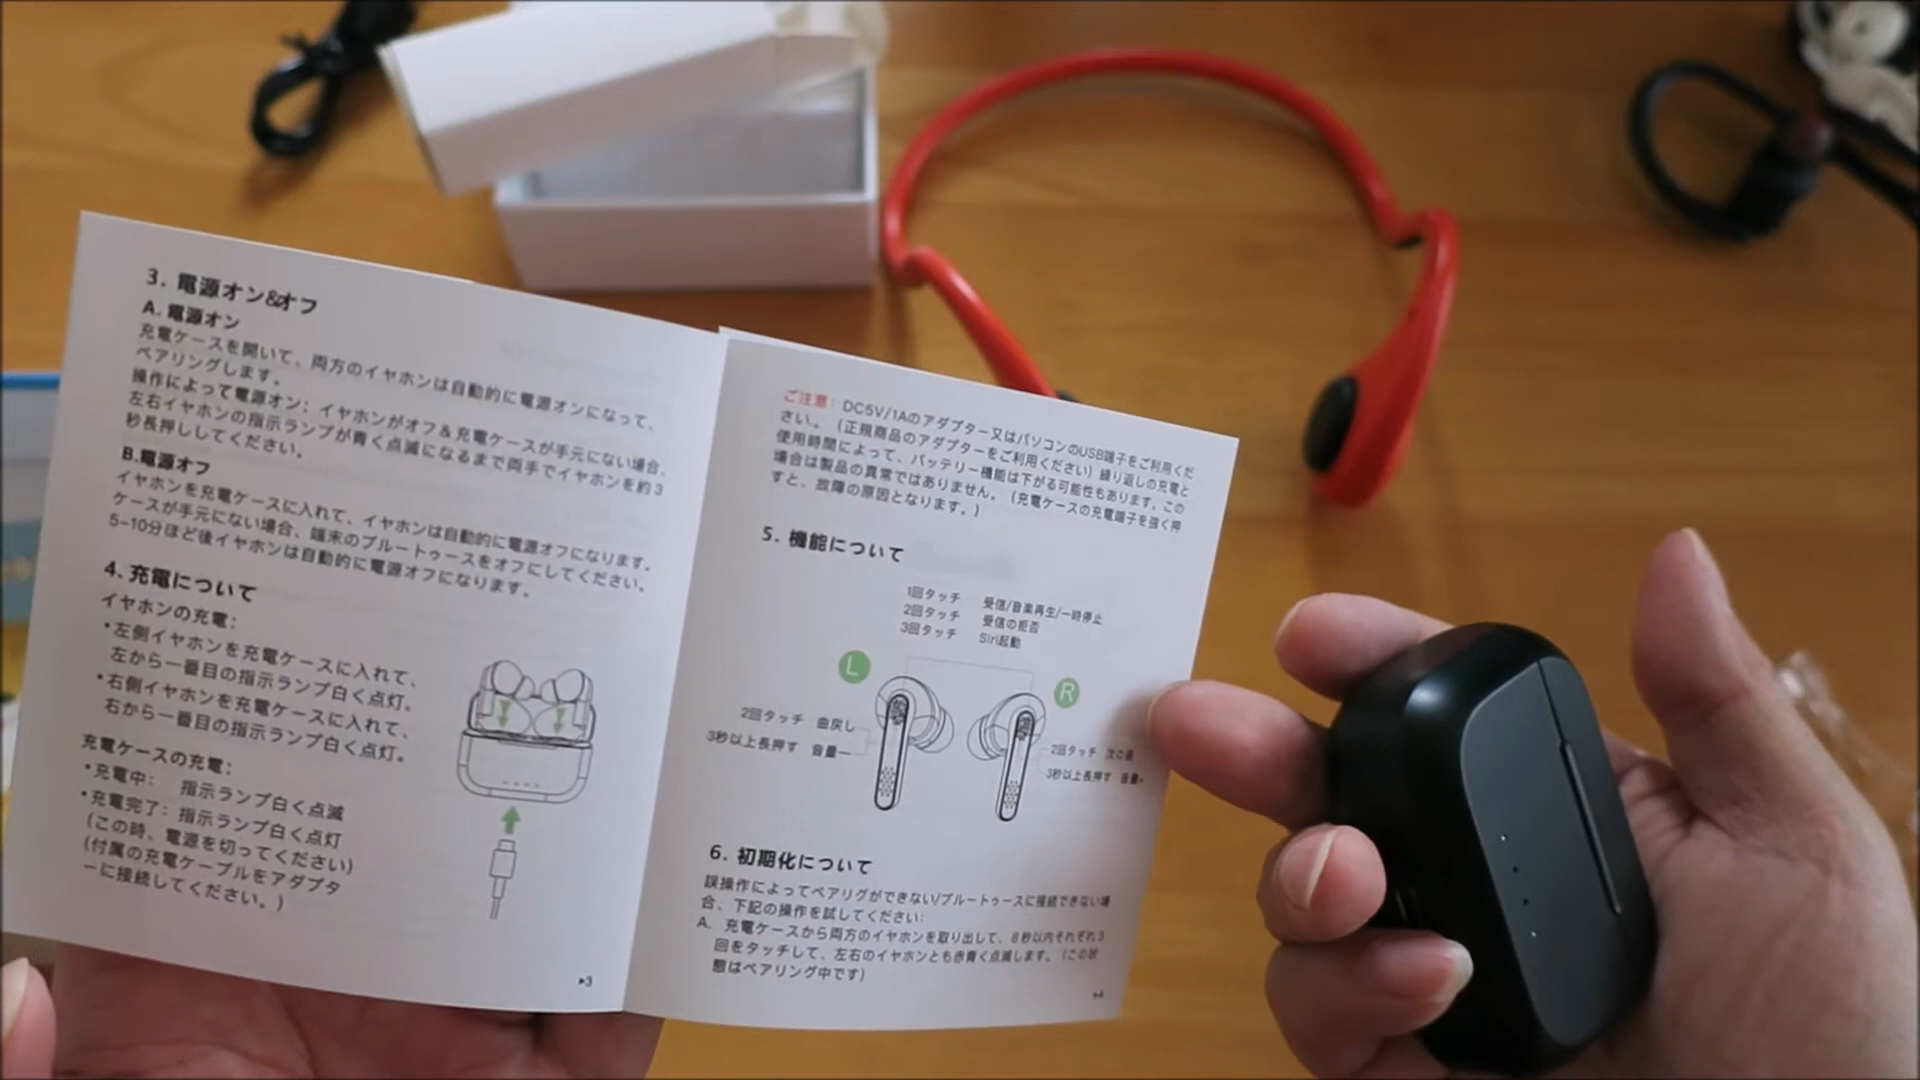 3. 電源オン&オフ
A. 電源オン
充電ケースを開いて、両方のイヤホンは自動的に電源オンになって、
ペアリングします。
操作によって電源オン：イヤホンがオフ＆充電ケースが手元にない場合、
左右イヤホンの指示ランプが青く点滅になるまで両手でイヤホンを約3
秒長押ししてください。
B.電源オフ
イヤホンを充電ケースに入れて、イヤホンは自動的に電源オフになります。
ケースが手元にない場合、端末のブルートゥースをオフにしてください。
5-10分ほど後イヤホンは自動的に電源オフになります。
4. 充電について
イヤホンの充電：
•左側イヤホンを充電ケースに入れて、
左から一番目の指示ランプ白く点灯。
•右側イヤホンを充電ケースに入れて、
右から一番目の指示ランプ白く点灯。
充電ケースの充電：
•充電中： 指示ランプ白く点滅
•充電完了：指示ランプ白く点灯
(この時、電源を切ってください)
(付属の充電ケーブルをアダプタ
ーに接続してください。)
▸3
ご注意：DC5V/1Aのアダプター又はパソコンのUSB端子をご利用くだ
さい。（正規商品のアダプターをご利用ください）繰り返しの充電と
使用時間によって、バッテリー機能は下がる可能性もあります。この
場合は製品の異常ではありません。（充電ケースの充電端子を強く押
すと、故障の原因となります。）
5. 機能について
1回タッチ 受信/音楽再生/一時停止
2回タッチ 受信の拒否
3回タッチ Siri起動
L
R
2回タッチ 曲戻し
3秒以上長押す 音量—
2回タッチ 次の曲
3秒以上長押す 音量+
6. 初期化について
誤操作によってペアリグができない/ブルートゥースに接続できない場
合、下記の操作を試してください：
A. 充電ケースから両方のイヤホンを取り出して、8秒以内それぞれ3
回をタッチして、左右のイヤホンとも赤青く点滅します。（この状
態はペアリング中です）
▸4